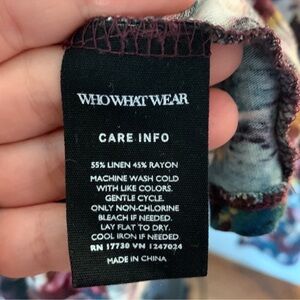 WHO WHAT WEAR
CARE INFO
55% LINEN 45% RAYON
MACHINE WASH COLD
WITH LIKE COLORS.
GENTLE CYCLE.
ONLY NON-CHLORINE
BLEACH IF NEEDED.
LAY FLAT TO DRY.
COOL IRON IF NEEDED
RN 17730 VN 1247024
MADE IN CHINA